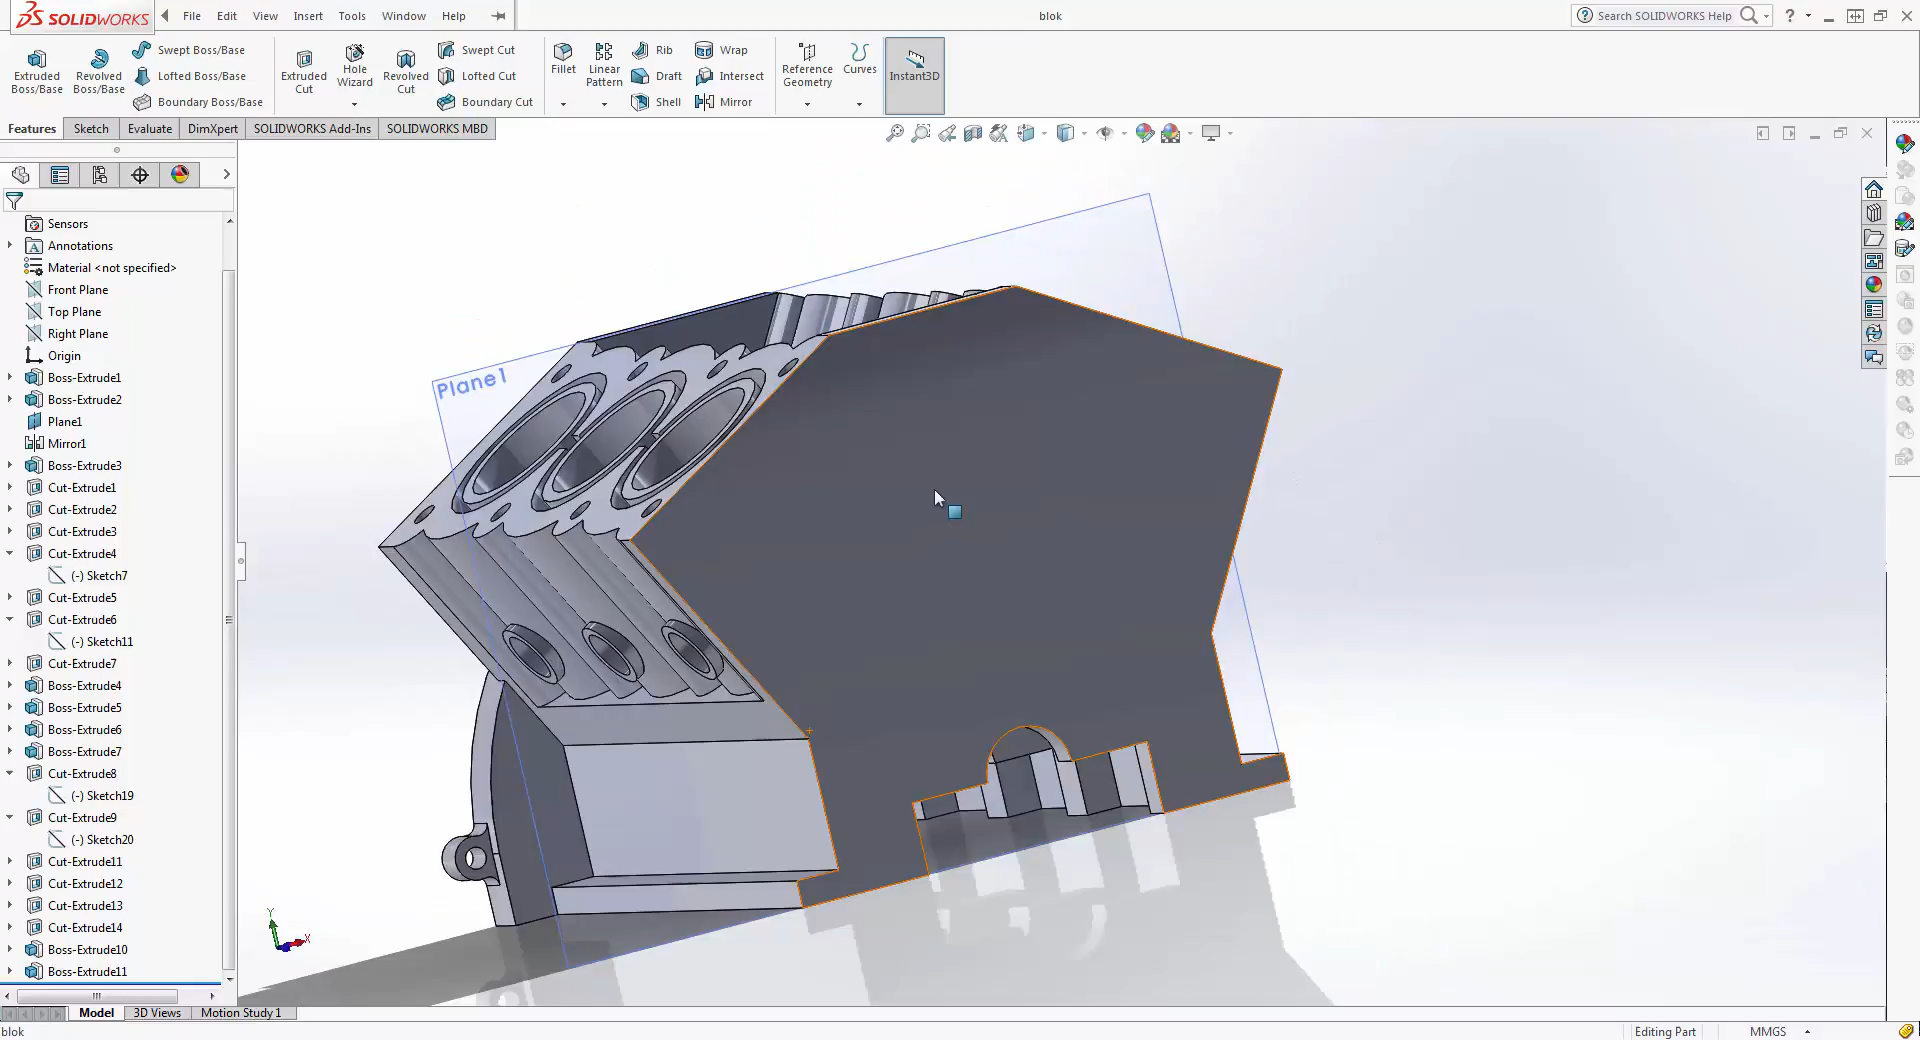 SOLIDWORKS
File
Edit
View
Insert
Tools
Window
Help
blok
Search SOLIDWORKS Help
?
Extruded Boss/Base
Revolved Boss/Base
Swept Boss/Base
Lofted Boss/Base
Boundary Boss/Base
Extruded Cut
Hole Wizard
Revolved Cut
Swept Cut
Lofted Cut
Boundary Cut
Fillet
Linear Pattern
Rib
Draft
Shell
Wrap
Intersect
Mirror
Reference Geometry
Curves
Instant3D
Features
Sketch
Evaluate
DimXpert
SOLIDWORKS Add-Ins
SOLIDWORKS MBD
Sensors
Annotations
Material <not specified>
Front Plane
Top Plane
Right Plane
Origin
Boss-Extrude1
Boss-Extrude2
Plane1
Mirror1
Boss-Extrude3
Cut-Extrude1
Cut-Extrude2
Cut-Extrude3
Cut-Extrude4
(-) Sketch7
Cut-Extrude5
Cut-Extrude6
(-) Sketch11
Cut-Extrude7
Boss-Extrude4
Boss-Extrude5
Boss-Extrude6
Boss-Extrude7
Cut-Extrude8
(-) Sketch19
Cut-Extrude9
(-) Sketch20
Cut-Extrude11
Cut-Extrude12
Cut-Extrude13
Cut-Extrude14
Boss-Extrude10
Boss-Extrude11
Plane1
Y
X
Model
3D Views
Motion Study 1
blok
Editing Part
MMGS